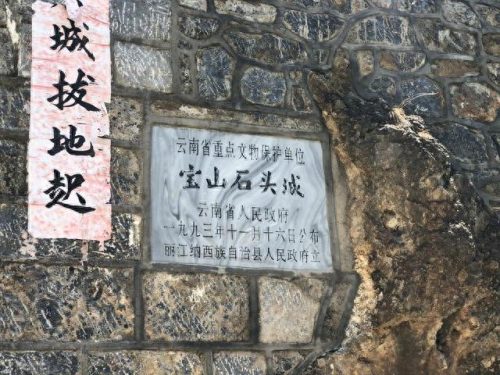 城拔地起
云南省重点文物保护单位
宝山石头城
云南省人民政府
一九九三年十一月十六日公布
丽江纳西族自治县人民政府立